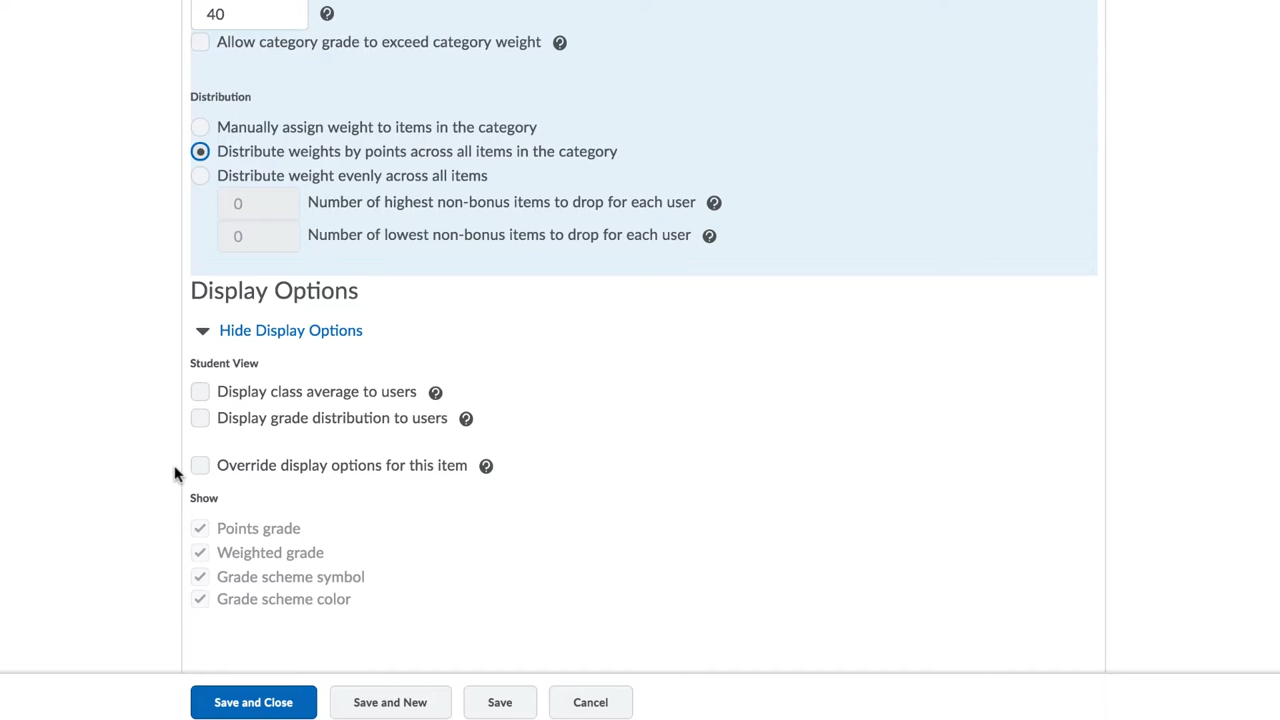 40
Allow category grade to exceed category weight
Distribution
Manually assign weight to items in the category
Distribute weights by points across all items in the category
Distribute weight evenly across all items
0 Number of highest non-bonus items to drop for each user
0 Number of lowest non-bonus items to drop for each user
Display Options
Hide Display Options
Student View
Display class average to users
Display grade distribution to users
Override display options for this item
Show
Points grade
Weighted grade
Grade scheme symbol
Grade scheme color
Save and Close Save and New Save Cancel